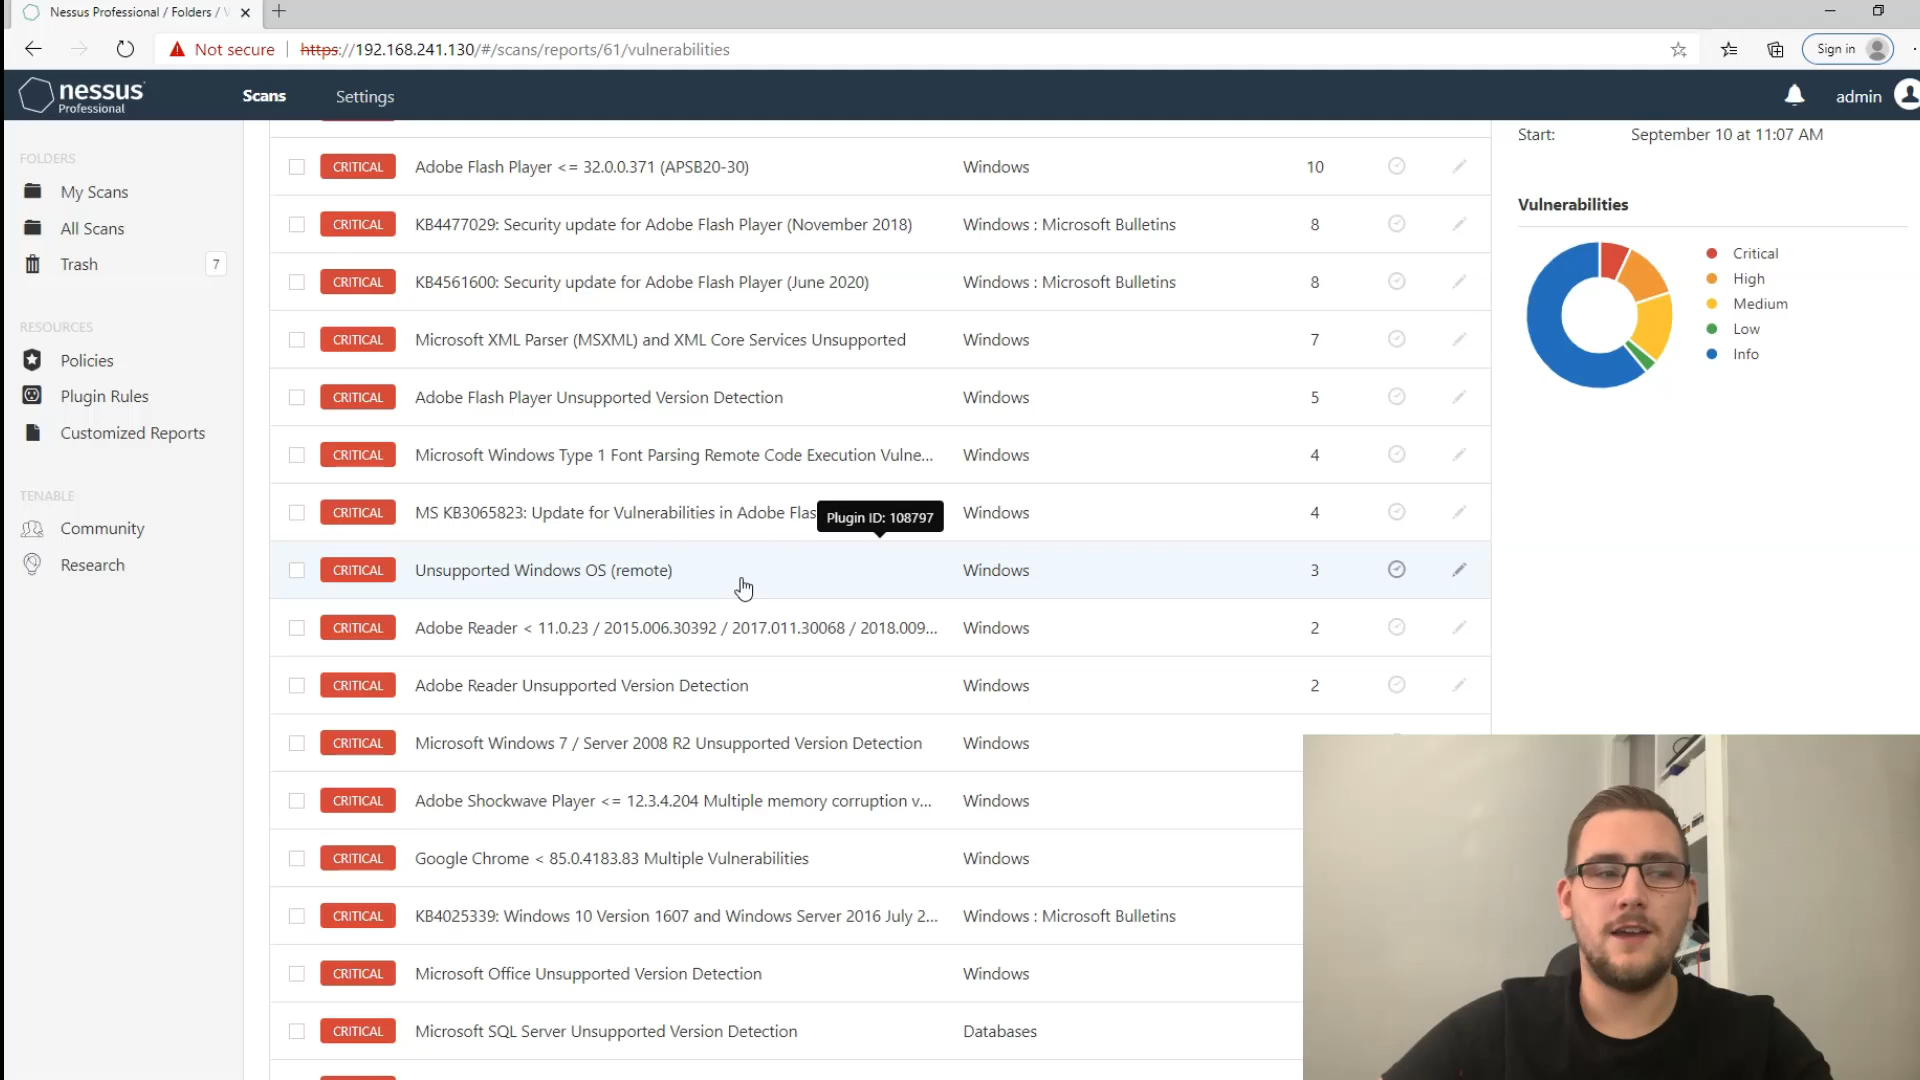 Nessus Professional / Folders /
Not secure https://192.168.241.130/#/scans/reports/61/vulnerabilities
Sign in
nessus
Professional
Scans
Settings
admin
FOLDERS
My Scans
All Scans
Trash
7
RESOURCES
Policies
Plugin Rules
Customized Reports
TENABLE
Community
Research
CRITICAL Adobe Flash Player <= 32.0.0.371 (APSB20-30) Windows 10
CRITICAL KB4477029: Security update for Adobe Flash Player (November 2018) Windows : Microsoft Bulletins 8
CRITICAL KB4561600: Security update for Adobe Flash Player (June 2020) Windows : Microsoft Bulletins 8
CRITICAL Microsoft XML Parser (MSXML) and XML Core Services Unsupported Windows 7
CRITICAL Adobe Flash Player Unsupported Version Detection Windows 5
CRITICAL Microsoft Windows Type 1 Font Parsing Remote Code Execution Vulne... Windows 4
CRITICAL MS KB3065823: Update for Vulnerabilities in Adobe Flas Windows 4
Plugin ID: 108797
CRITICAL Unsupported Windows OS (remote) Windows 3
CRITICAL Adobe Reader < 11.0.23 / 2015.006.30392 / 2017.011.30068 / 2018.009... Windows 2
CRITICAL Adobe Reader Unsupported Version Detection Windows 2
CRITICAL Microsoft Windows 7 / Server 2008 R2 Unsupported Version Detection Windows
CRITICAL Adobe Shockwave Player <= 12.3.4.204 Multiple memory corruption v... Windows
CRITICAL Google Chrome < 85.0.4183.83 Multiple Vulnerabilities Windows
CRITICAL KB4025339: Windows 10 Version 1607 and Windows Server 2016 July 2... Windows : Microsoft Bulletins
CRITICAL Microsoft Office Unsupported Version Detection Windows
CRITICAL Microsoft SQL Server Unsupported Version Detection Databases
Start: September 10 at 11:07 AM
Vulnerabilities
Critical
High
Medium
Low
Info